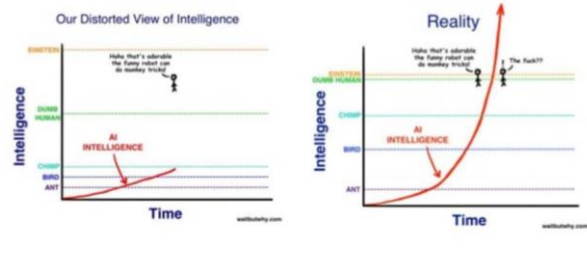 Our Distorted View of Intelligence
EINSTEIN
Haha that's adorable
the funny robot can
do monkey tricks!
DUMB
HUMAN
AI
INTELLIGENCE
CHIMP
BIRD
ANT
Intelligence
Time
waitbutwhy.com
Reality
Haha that's adorable
the funny robot can
do monkey tricks!
The fuck??
EINSTEIN
DUMB HUMAN
CHIMP
AI
INTELLIGENCE
BIRD
ANT
Intelligence
Time
waitbutwhy.com